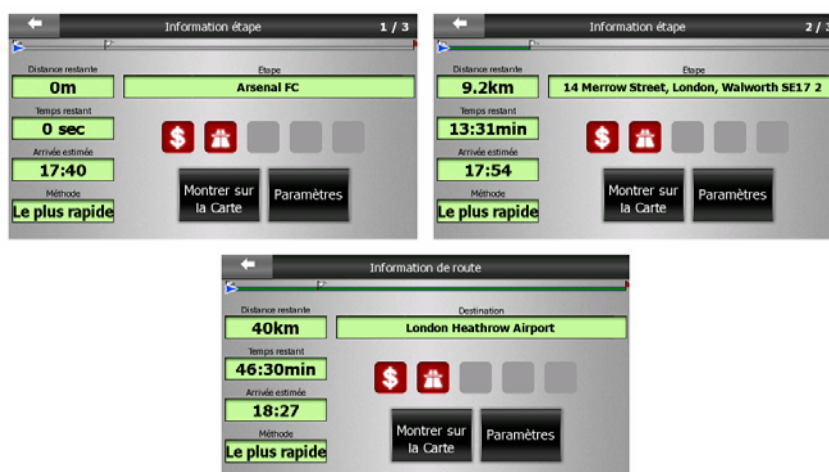 Information étape 1 / 3
Distance restante
0m
Etape
Arsenal FC
Temps restant
0 sec
Arrivée estimée
17:40
Méthode
Le plus rapide
Montrer sur
la Carte
Paramètres
Information étape 2 / 3
Distance restante
9.2km
Etape
14 Merrow Street, London, Walworth SE17 2
Temps restant
13:31min
Arrivée estimée
17:54
Méthode
Le plus rapide
Montrer sur
la Carte
Paramètres
Information de route
Distance restante
40km
Destination
London Heathrow Airport
Temps restant
46:30min
Arrivée estimée
18:27
Méthode
Le plus rapide
Montrer sur
la Carte
Paramètres